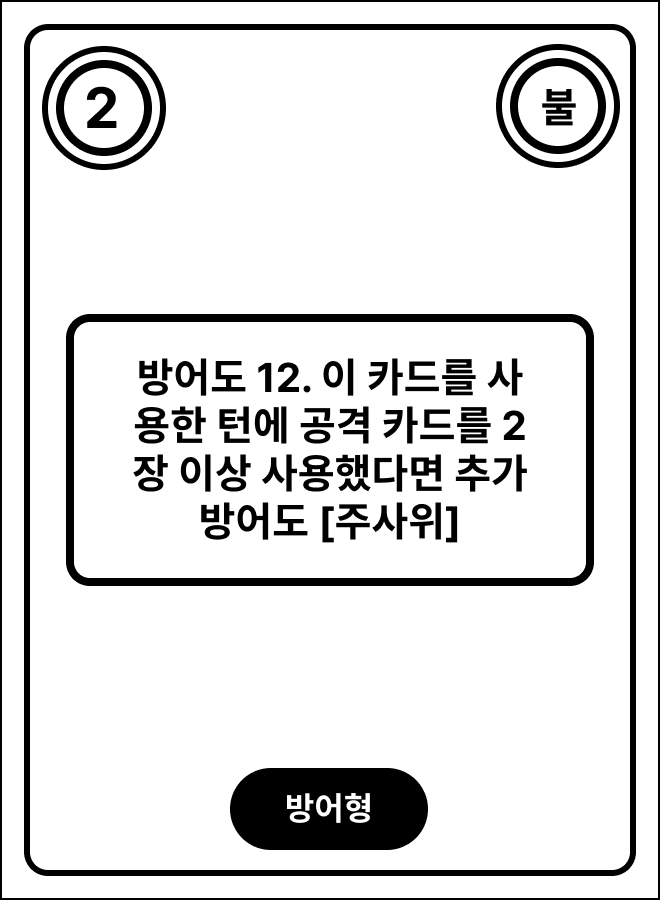 2
불
방어도 12. 이 카드를 사
용한 턴에 공격 카드를 2
장 이상 사용했다면 추가
방어도 [주사위]
방어형